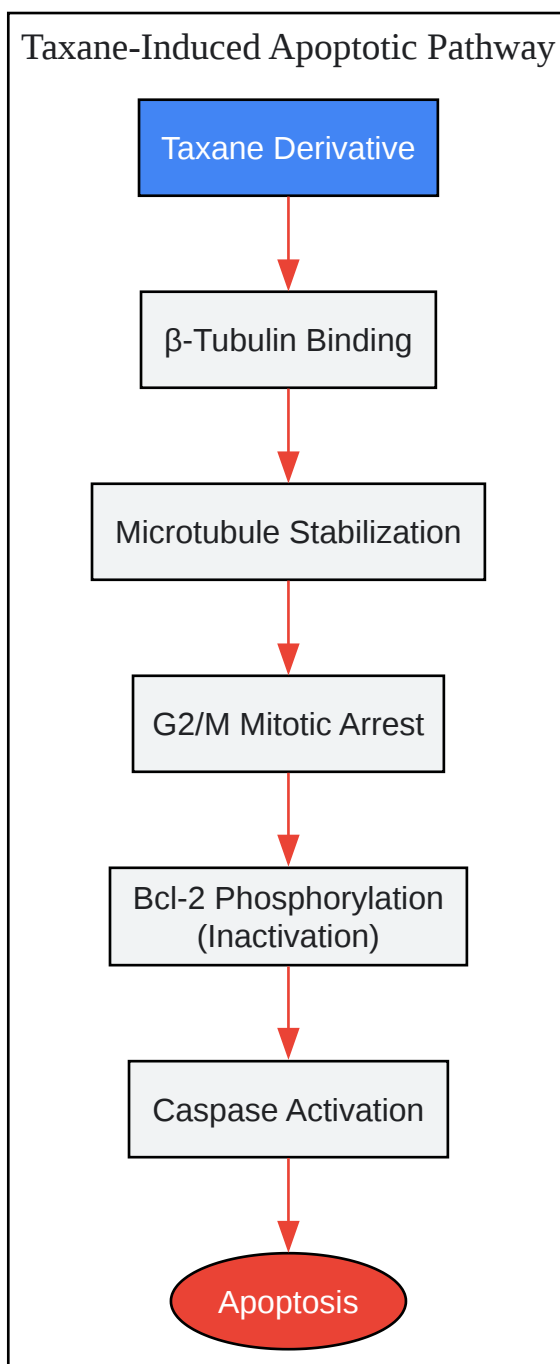 Taxane-Induced Apoptotic Pathway
Taxane Derivative
β-Tubulin Binding
Microtubule Stabilization
G2/M Mitotic Arrest
Bcl-2 Phosphorylation
(Inactivation)
Caspase Activation
Apoptosis